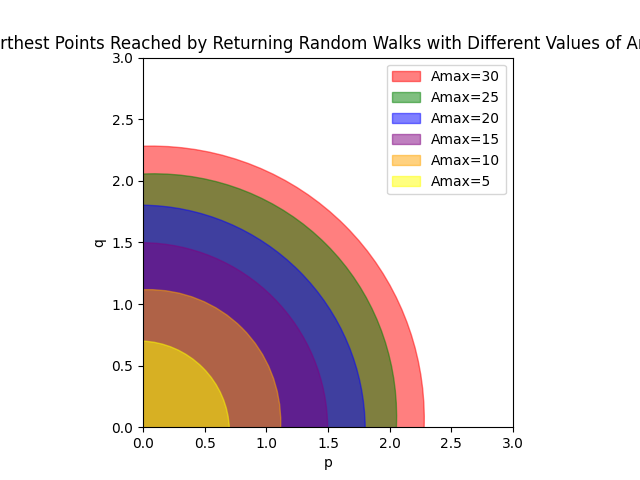 rthest Points Reached by Returning Random Walks with Different Values of
3.0
2.5
2.0
1.5
1.0
0.5
0.0
q
0.0 0.5 1.0 1.5 2.0 2.5 3.0
p
Amax=30
Amax=25
Amax=20
Amax=15
Amax=10
Amax=5